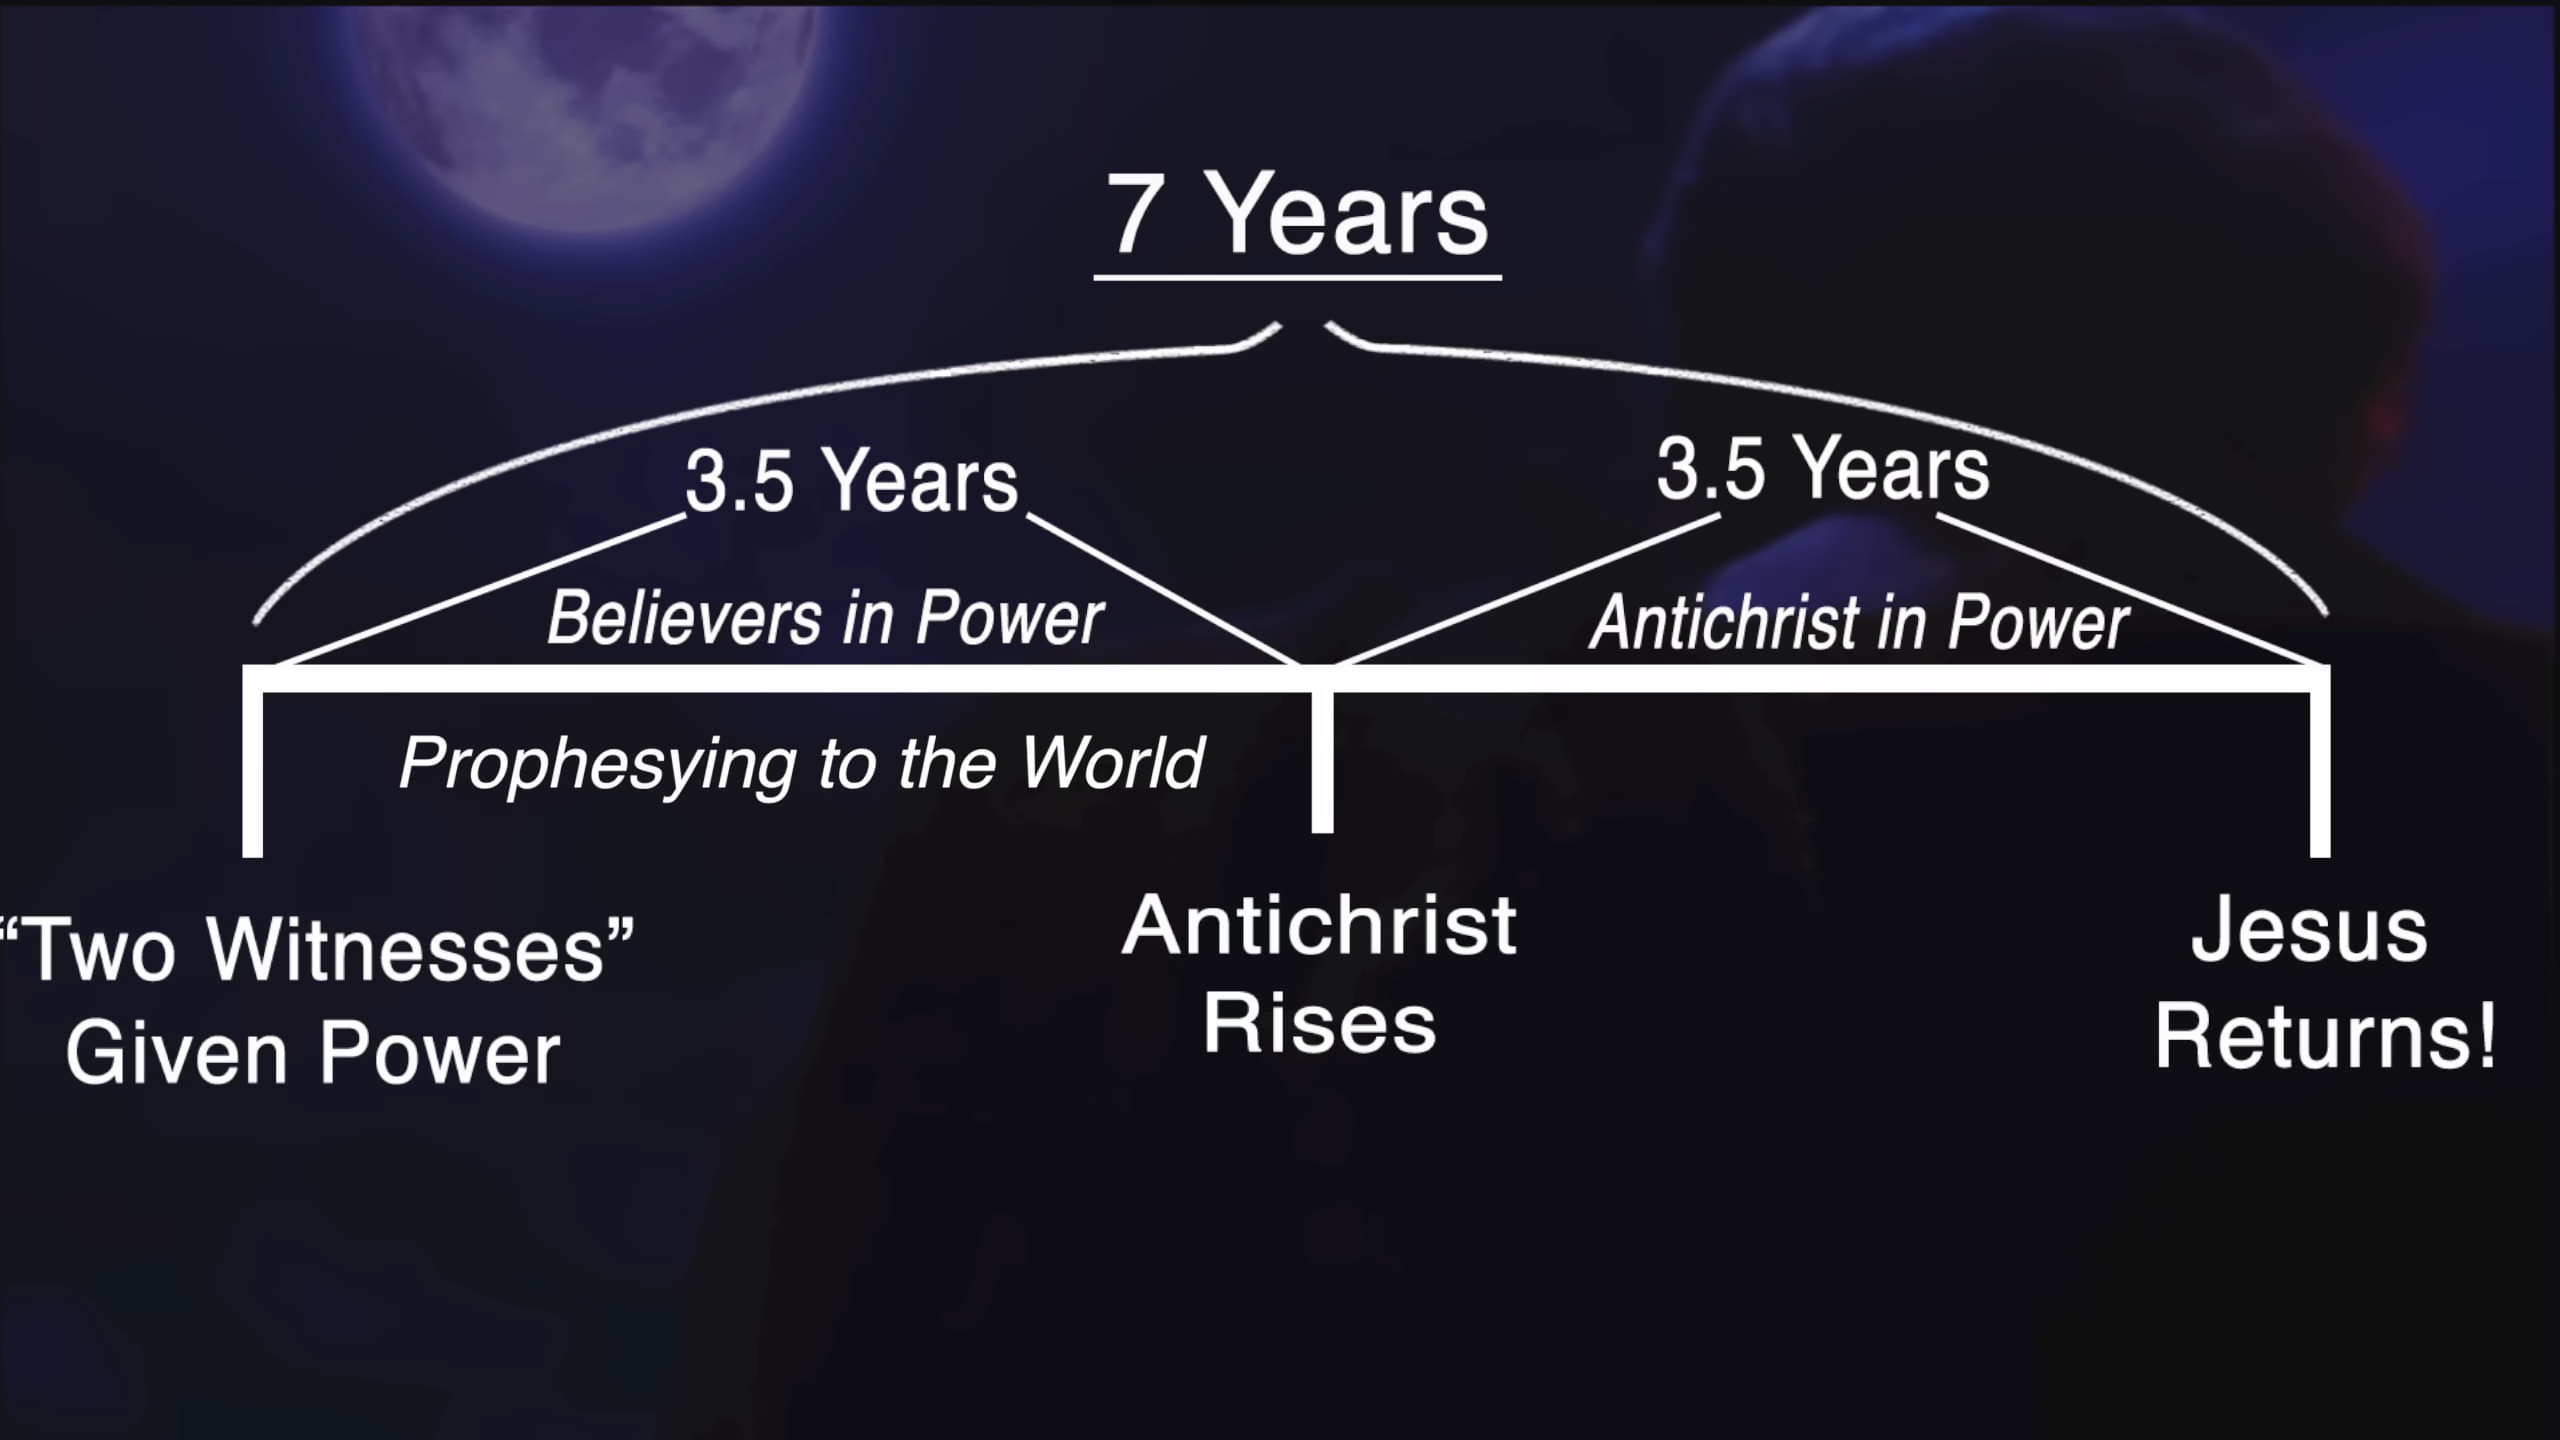 7 Years
3.5 Years
3.5 Years
Believers in Power
Antichrist in Power
Prophesying to the World
“Two Witnesses”
Given Power
Antichrist
Rises
Jesus
Returns!